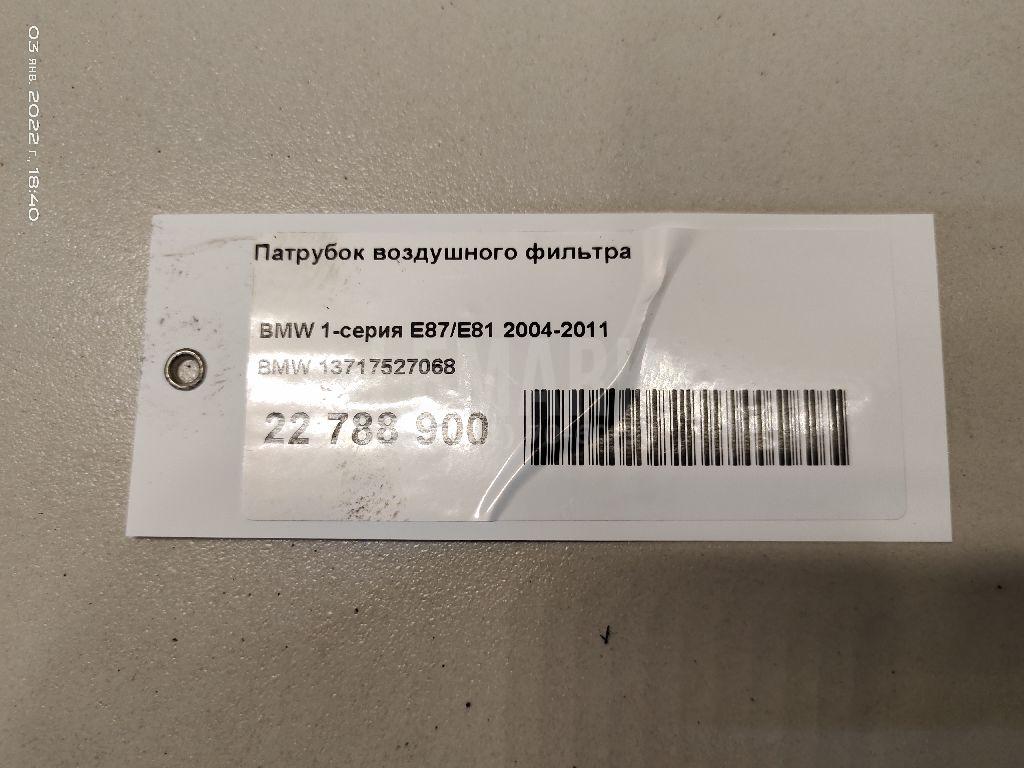 03 янв. 2022 г., 18:40
Патрубок воздушного фильтра
BMW 1-серия E87/E81 2004-2011
BMW 13717527068
22 788 900